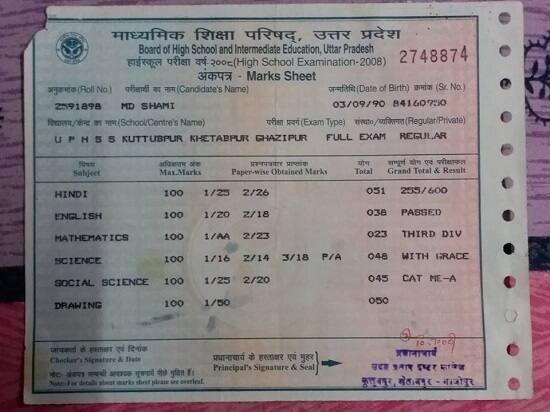 माध्यमिक शिक्षा परिषद्, उत्तर प्रदेश
Board of High School and Intermediate Education, Uttar Pradesh
हाईस्कूल परीक्षा वर्ष-२००८(High School Examination-2008) 2748874
अंकपत्र - Marks Sheet
अनुक्रमांक(Roll No.) परीक्षार्थी का नाम(Candidate's Name) जन्मतिथि(Date of Birth) क्रमांक (Sr. No.)
2591898 MD SHAMI 03/09/90
विद्यालय/केन्द्र का नाम(School/Centre's Name) परीक्षा प्रवर्ग(Exam Type) संस्था०/व्यक्तिगत(Regular/Private)
U P H S S KUTTUBPUR KHETABPUR GHAZIPUR FULL EXAM REGULAR
विषय अधिकतम अंक प्रश्नपत्रवार प्राप्तांक योग सम्पूर्ण योग एवं परीक्षाफल
Subject Max.Marks Paper-wise Obtained Marks Total Grand Total & Result
HINDI 100 1/25 2/26 051 255/600
ENGLISH 100 1/20 2/18 038 PASSED
MATHEMATICS 100 1/AA 2/23 023 THIRD DIV
SCIENCE 100 1/16 2/14 3/18 P/A 048 WITH GRACE
SOCIAL SCIENCE 100 1/25 2/20 045 CAT ME-A
DRAWING 100 1/50 050
जांचकर्ता के हस्ताक्षर एवं दिनांक
Checker's Signature & Date
प्रधानाचार्य के हस्ताक्षर एवं मुहर
Principal's Signature & Seal
प्रधानाचार्य
नोट:- अंकपत्र सम्बन्धी आवश्यक सूचनायें पीछे मुद्रित हैं।
Note:-For details about marks sheet please see overleaf.